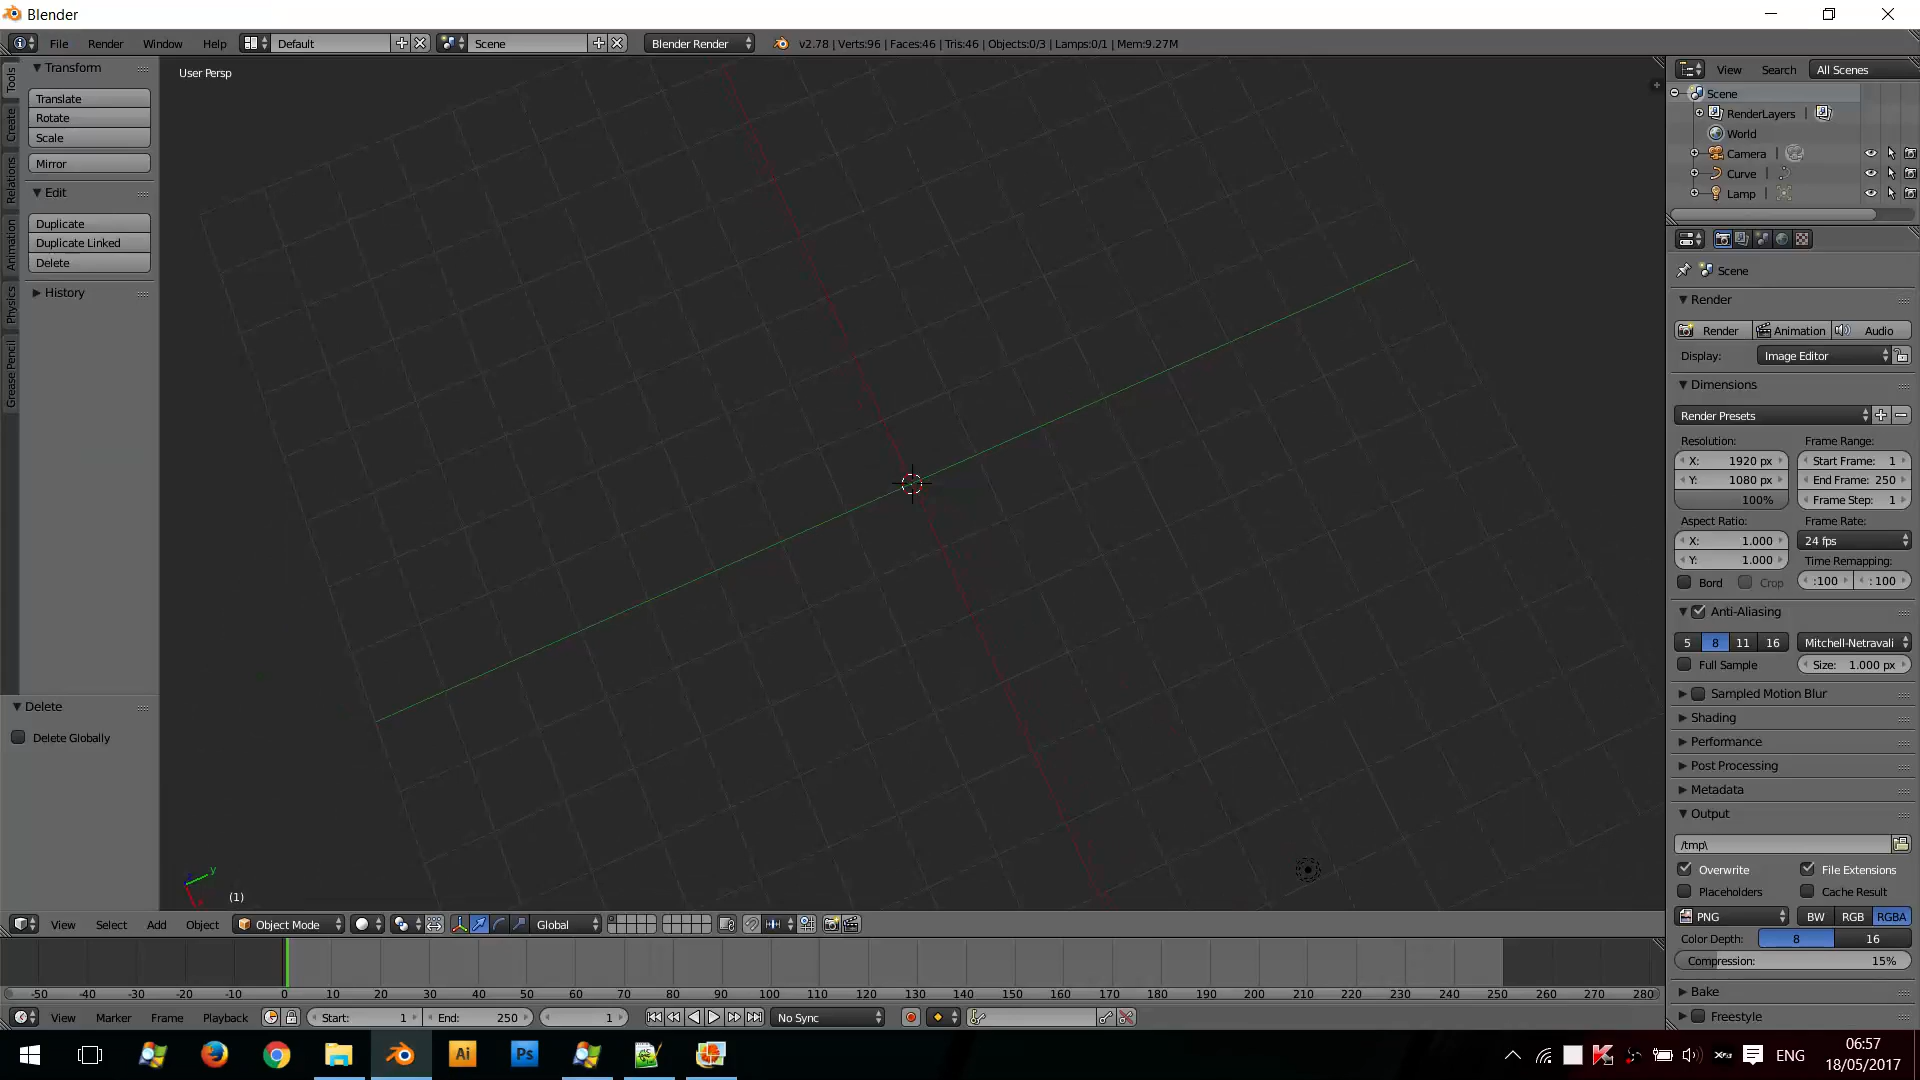 Blender
File Render Window Help Default Scene Blender Render v2.78 | Verts:96 | Faces:46 | Tris:46 | Objects:0/3 | Lamps:0/1 | Mem:9.27M
Tools
Create
Relations
Animation
Physics
Grease Pencil
Transform
Translate
Rotate
Scale
Mirror
Edit
Duplicate
Duplicate Linked
Delete
History
Delete
Delete Globally
User Persp
y
x
(1)
View Search All Scenes
Scene
RenderLayers |
World
Camera |
Curve |
Lamp |
Scene
Render
Render Animation Audio
Display: Image Editor
Dimensions
Render Presets
Resolution: Frame Range:
X: 1920 px Start Frame: 1
Y: 1080 px End Frame: 250
100% Frame Step: 1
Aspect Ratio: Frame Rate:
X: 1.000 24 fps
Y: 1.000 Time Remapping:
Bord Crop :100 :100
Anti-Aliasing
5 8 11 16 Mitchell-Netravali
Full Sample Size: 1.000 px
Sampled Motion Blur
Shading
Performance
Post Processing
Metadata
Output
/tmp\
Overwrite File Extensions
Placeholders Cache Result
PNG BW RGB RGBA
Color Depth: 8 16
Compression: 15%
Bake
Freestyle
View Select Add Object Object Mode Global
-50 -40 -30 -20 -10 0 10 20 30 40 50 60 70 80 90 100 110 120 130 140 150 160 170 180 190 200 210 220 230 240 250 260 270 280
View Marker Frame Playback Start: 1 End: 250 1 No Sync
Ai Ps ENG 06:57
18/05/2017